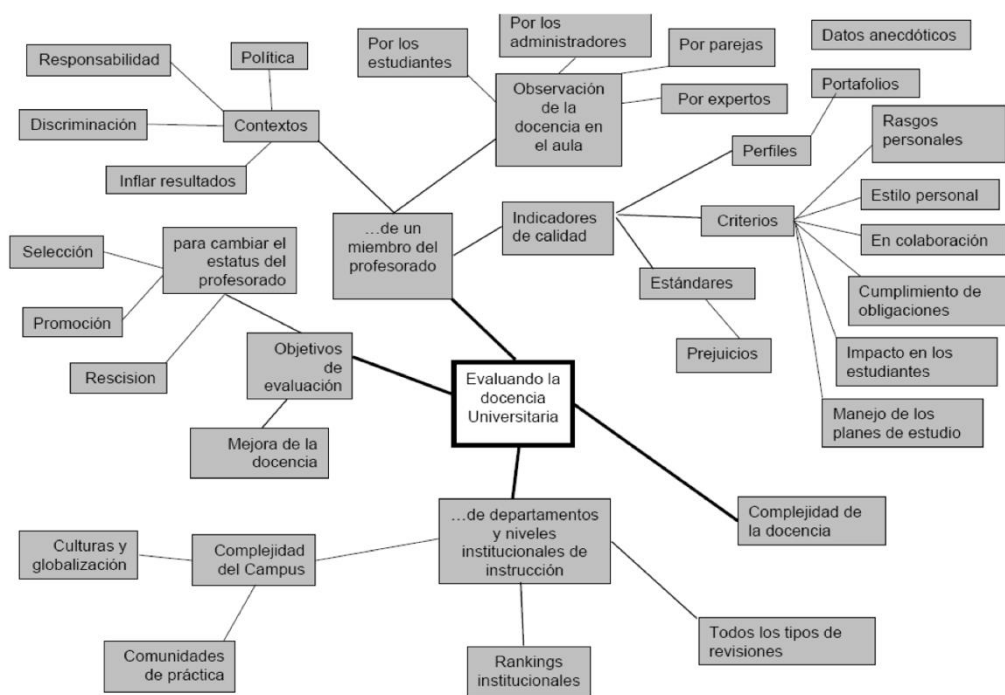 Responsabilidad
Política
Discriminación
Contextos
Inflar resultados
Por los
estudiantes
Por los
administradores
Por parejas
Observación
de la
docencia en
el aula
Por expertos
Datos anecdóticos
Portafolios
Perfiles
Rasgos
personales
Estilo personal
En colaboración
Indicadores
de calidad
Criterios
Cumplimiento de
obligaciones
Impacto en los
estudiantes
Manejo de los
planes de estudio
Estándares
Prejuicios
…de un
miembro del
profesorado
para cambiar el
estatus del
profesorado
Selección
Promoción
Rescision
Objetivos
de
evaluación
Mejora de la
docencia
Evaluando la
docencia
Universitaria
Complejidad de
la docencia
…de departamentos
y niveles
institucionales de
instrucción
Culturas y
globalización
Complejidad
del Campus
Comunidades
de práctica
Rankings
institucionales
Todos los tipos de
revisiones